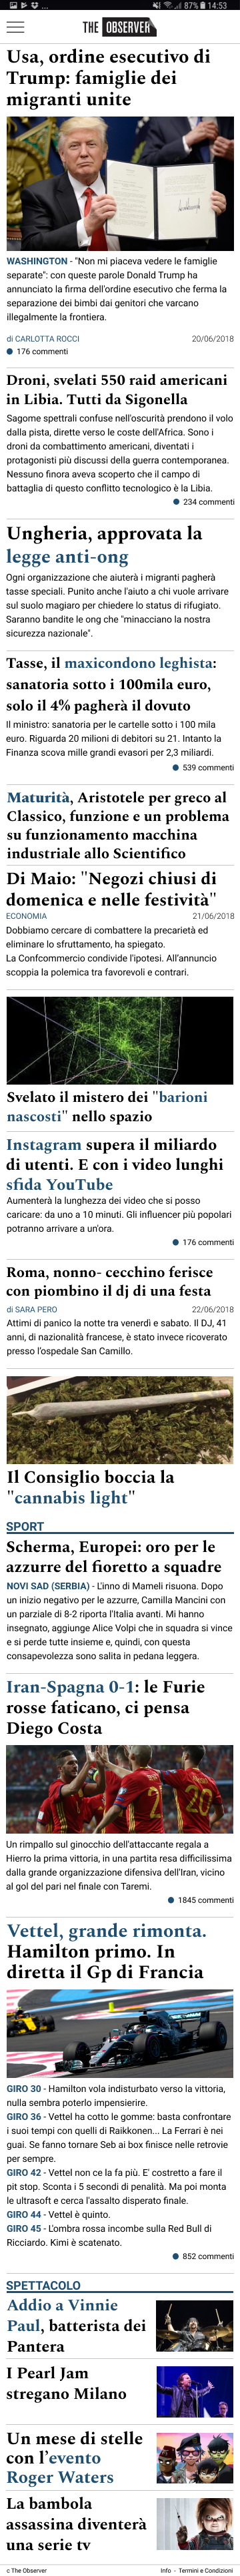 87% 14:53
THE OBSERVER
Usa, ordine esecutivo di
Trump: famiglie dei
migranti unite
WASHINGTON - "Non mi piaceva vedere le famiglie
separate": con queste parole Donald Trump ha
annunciato la firma dell'ordine esecutivo che ferma la
separazione dei bimbi dai genitori che varcano
illegalmente la frontiera.
di CARLOTTA ROCCI 20/06/2018
176 commenti
Droni, svelati 550 raid americani
in Libia. Tutti da Sigonella
Sagome spettrali confuse nell'oscurità prendono il volo
dalla pista, dirette verso le coste dell'Africa. Sono i
droni da combattimento americani, diventati i
protagonisti più discussi della guerra contemporanea.
Nessuno finora aveva scoperto che il campo di
battaglia di questo conflitto tecnologico è la Libia.
234 commenti
Ungheria, approvata la
legge anti-ong
Ogni organizzazione che aiuterà i migranti pagherà
tasse speciali. Punito anche l'aiuto a chi vuole arrivare
sul suolo magiaro per chiedere lo status di rifugiato.
Saranno bandite le ong che "minacciano la nostra
sicurezza nazionale".
Tasse, il maxicondono leghista:
sanatoria sotto i 100mila euro,
solo il 4% pagherà il dovuto
Il ministro: sanatoria per le cartelle sotto i 100 mila
euro. Riguarda 20 milioni di debitori su 21. Intanto la
Finanza scova mille grandi evasori per 2,3 miliardi.
539 commenti
Maturità, Aristotele per greco al
Classico, funzione e un problema
su funzionamento macchina
industriale allo Scientifico
Di Maio: "Negozi chiusi di
domenica e nelle festività"
ECONOMIA 21/06/2018
Dobbiamo cercare di combattere la precarietà ed
eliminare lo sfruttamento, ha spiegato.
La Confcommercio condivide l'ipotesi. All'annuncio
scoppia la polemica tra favorevoli e contrari.
Svelato il mistero dei "barioni
nascosti" nello spazio
Instagram supera il miliardo
di utenti. E con i video lunghi
sfida YouTube
Aumenterà la lunghezza dei video che si posso
caricare: da uno a 10 minuti. Gli influencer più popolari
potranno arrivare a un'ora.
176 commenti
Roma, nonno- cecchino ferisce
con piombino il dj di una festa
di SARA PERO 22/06/2018
Attimi di panico la notte tra venerdì e sabato. Il DJ, 41
anni, di nazionalità francese, è stato invece ricoverato
presso l'ospedale San Camillo.
Il Consiglio boccia la
"cannabis light"
SPORT
Scherma, Europei: oro per le
azzurre del fioretto a squadre
NOVI SAD (SERBIA) - L'inno di Mameli risuona. Dopo
un inizio negativo per le azzurre, Camilla Mancini con
un parziale di 8-2 riporta l'Italia avanti. Mi hanno
insegnato, aggiunge Alice Volpi che in squadra si vince
e si perde tutte insieme e, quindi, con questa
consapevolezza sono salita in pedana leggera.
Iran-Spagna 0-1: le Furie
rosse faticano, ci pensa
Diego Costa
2 20
Un rimpallo sul ginocchio dell'attaccante regala a
Hierro la prima vittoria, in una partita resa difficilissima
dalla grande organizzazione difensiva dell'Iran, vicino
al gol del pari nel finale con Taremi.
1845 commenti
Vettel, grande rimonta.
Hamilton primo. In
diretta il Gp di Francia
GIRO 30 - Hamilton vola indisturbato verso la vittoria,
nulla sembra poterlo impensierire.
GIRO 36 - Vettel ha cotto le gomme: basta confrontare
i suoi tempi con quelli di Raikkonen... La Ferrari è nei
guai. Se fanno tornare Seb ai box finisce nelle retrovie
per sempre.
GIRO 42 - Vettel non ce la fa più. E' costretto a fare il
pit stop. Sconta i 5 secondi di penalità. Ma poi monta
le ultrasoft e cerca l'assalto disperato finale.
GIRO 44 - Vettel è quinto.
GIRO 45 - L'ombra rossa incombe sulla Red Bull di
Ricciardo. Kimi è scatenato.
852 commenti
SPETTACOLO
Addio a Vinnie
Paul, batterista dei
Pantera
I Pearl Jam
stregano Milano
Un mese di stelle
con l'evento
Roger Waters
La bambola
assassina diventerà
una serie tv
c The Observer Info - Termini e Condizioni